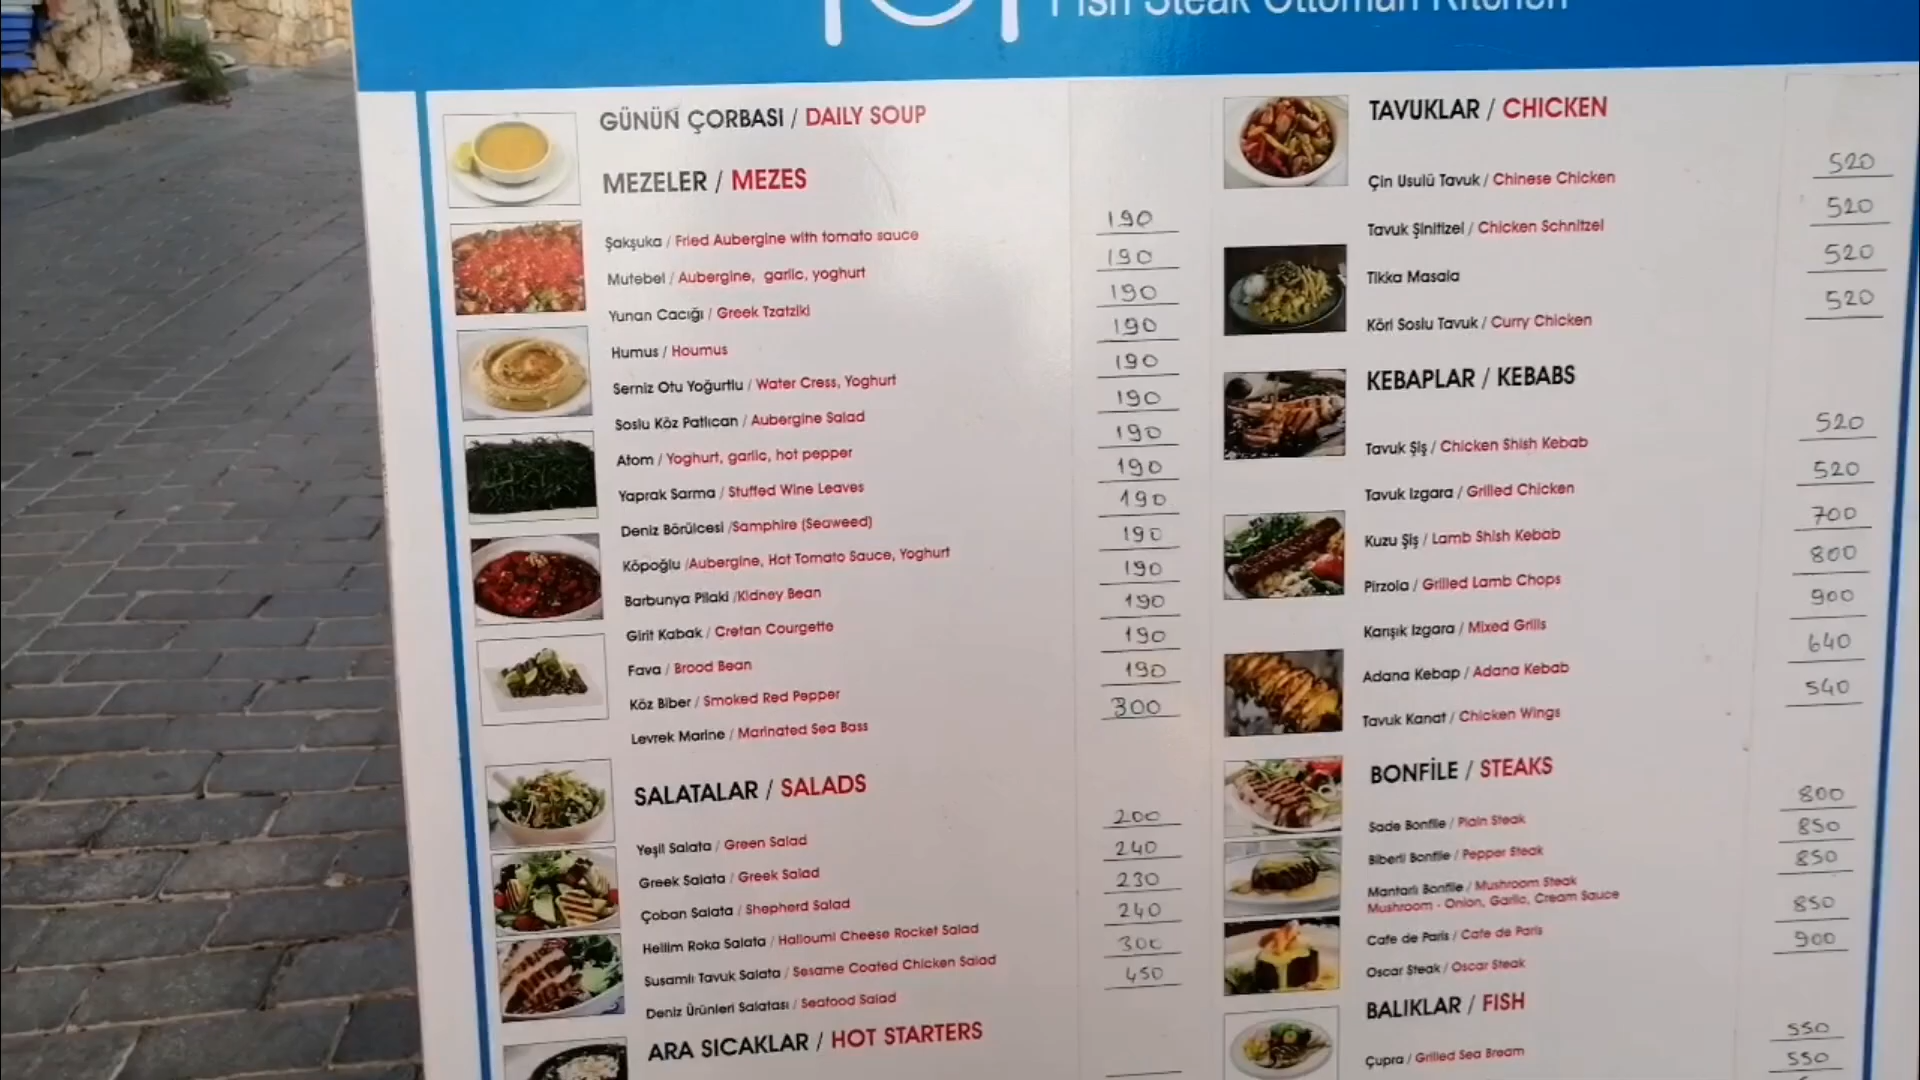 Fish Steak Ottoman Kitchen
GÜNÜN ÇORBASI / DAILY SOUP
MEZELER / MEZES
Şakşuka / Fried Aubergine with tomato sauce 190
Mutebel / Aubergine, garlic, yoghurt 190
Yunan Cacığı / Greek Tzatziki 190
Humus / Houmus 190
Semiz Otu Yoğurtlu / Water Cress, Yoghurt 190
Soslu Köz Patlıcan / Aubergine Salad 190
Atom / Yoghurt, garlic, hot pepper 190
Yaprak Sarma / Stuffed Wine Leaves 190
Deniz Börülcesi /Samphire (Seaweed) 190
Köpoğlu /Aubergine, Hot Tomato Sauce, Yoghurt 190
Barbunya Pilaki /Kidney Bean 190
Girit Kabak / Cretan Courgette 190
Fava / Brood Bean 190
Köz Biber / Smoked Red Pepper 190
Levrek Marine / Marinated Sea Bass 300
SALATALAR / SALADS
Yeşil Salata / Green Salad 200
Greek Salata / Greek Salad 240
Çoban Salata / Shepherd Salad 230
Hellim Roka Salata / Halloumi Cheese Rocket Salad 240
Susamlı Tavuk Salata / Sesame Coated Chicken Salad 300
Deniz Ürünleri Salatası / Seafood Salad 450
ARA SICAKLAR / HOT STARTERS
TAVUKLAR / CHICKEN
Çin Usulü Tavuk / Chinese Chicken 520
Tavuk Şinitizel / Chicken Schnitzel 520
Tikka Masala 520
Köri Soslu Tavuk / Curry Chicken 520
KEBAPLAR / KEBABS
Tavuk Şiş / Chicken Shish Kebab 520
Tavuk Izgara / Grilled Chicken 520
Kuzu Şiş / Lamb Shish Kebab 700
Pirzola / Grilled Lamb Chops 800
Karışık Izgara / Mixed Grills 900
Adana Kebap / Adana Kebab 640
Tavuk Kanat / Chicken Wings 540
BONFİLE / STEAKS
Sade Bonfile / Plain Steak 800
Biberli Bonfile / Pepper Steak 850
Mantarlı Bonfile / Mushroom Steak 850
Mushroom - Onion, Garlic, Cream Sauce
Cafe de Paris / Cafe de Paris 850
Oscar Steak / Oscar Steak 900
BALIKLAR / FISH
Çupra / Grilled Sea Bream 550
550